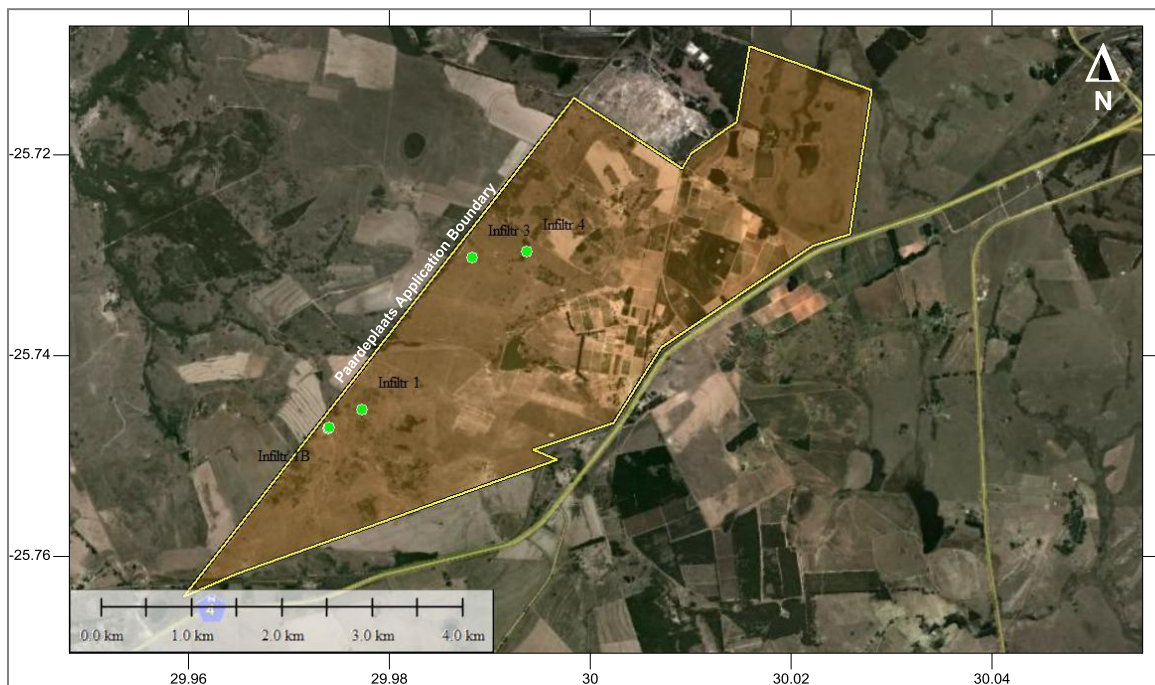 N
-25.72
Paardeplaats Application Boundary
Infiltr 3
Infiltr 4
-25.74
Infiltr 1
Infiltr 1B
-25.76
N
4
0.0 km
1.0 km
2.0 km
3.0 km
4.0 km
29.96
29.98
30
30.02
30.04